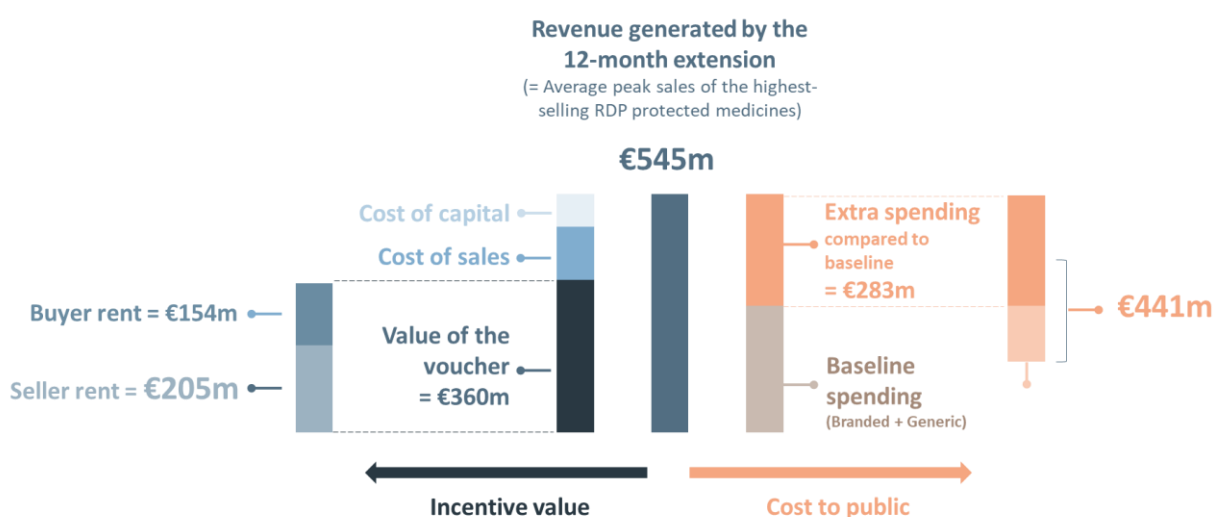 Revenue generated by the
12-month extension
(= Average peak sales of the highest-
selling RDP protected medicines)
€545m
Cost of capital
Cost of sales
Buyer rent = €154m
Seller rent = €205m
Value of the
voucher
= €360m
Extra spending
compared to
baseline
= €283m
Baseline
spending
(Branded + Generic)
€441m
Incentive value
Cost to public